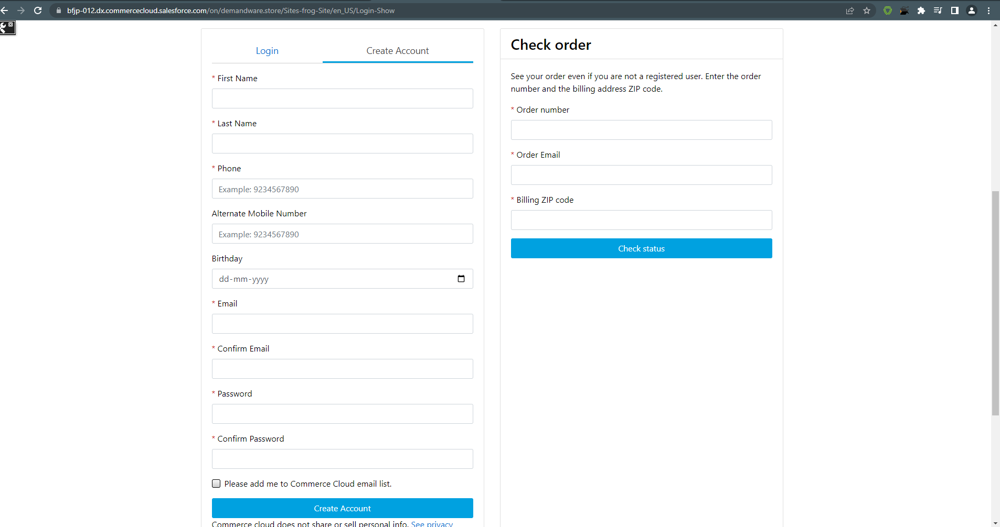 bfjp-012.dx.commercecloud.salesforce.com/on/demandware.store/Sites-frog-Site/en_US/Login-Show
Login
Create Account
* First Name
* Last Name
* Phone
Example: 9234567890
Alternate Mobile Number
Example: 9234567890
Birthday
dd-mm-yyyy
* Email
* Confirm Email
* Password
* Confirm Password
Please add me to Commerce Cloud email list.
Create Account
Commerce cloud does not share or sell personal info. See privacy
Check order
See your order even if you are not a registered user. Enter the order
number and the billing address ZIP code.
* Order number
* Order Email
* Billing ZIP code
Check status